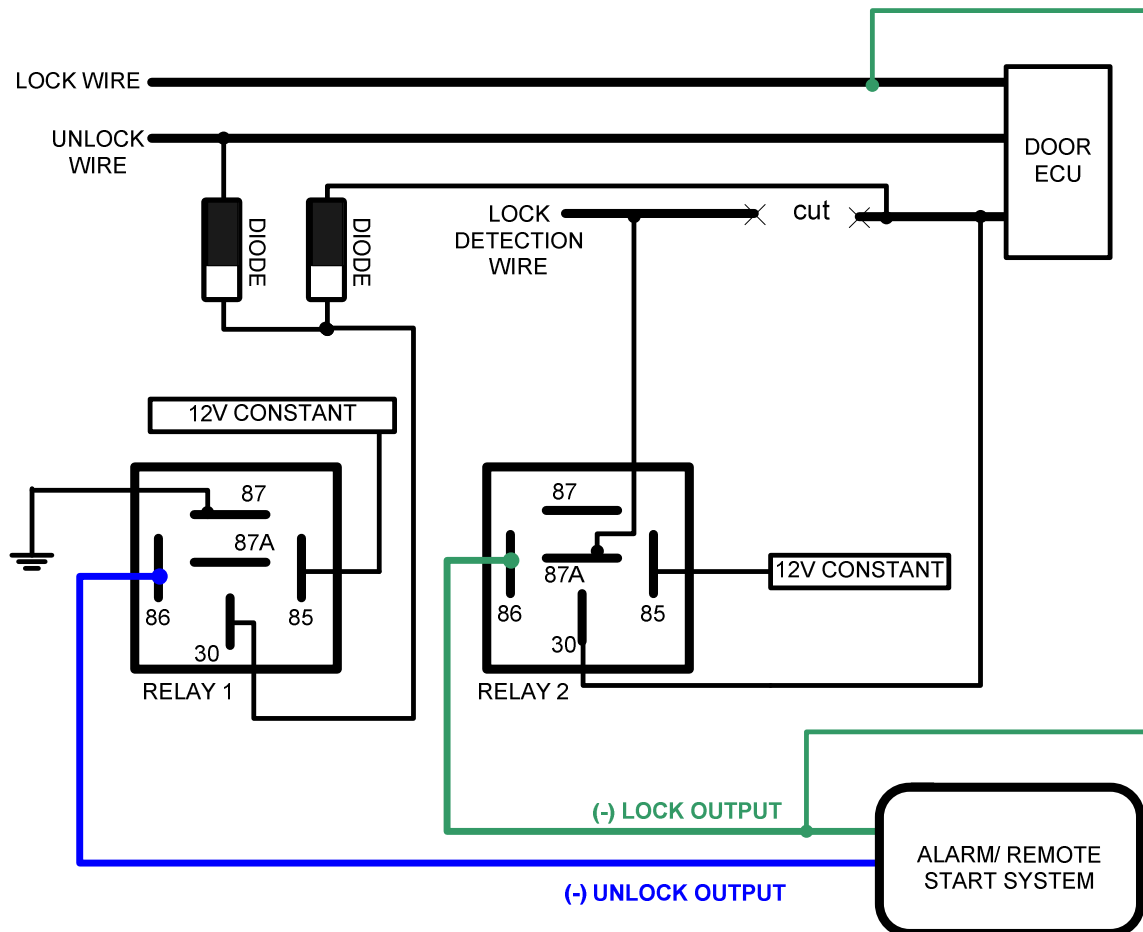 LOCK WIRE
UNLOCK
WIRE
DOOR
ECU
DIODE
DIODE
LOCK
DETECTION
WIRE
cut
12V CONSTANT
87
87A
86
85
30
RELAY 1
87
87A
86
85
30
RELAY 2
12V CONSTANT
(-) LOCK OUTPUT
(-) UNLOCK OUTPUT
ALARM/ REMOTE
START SYSTEM